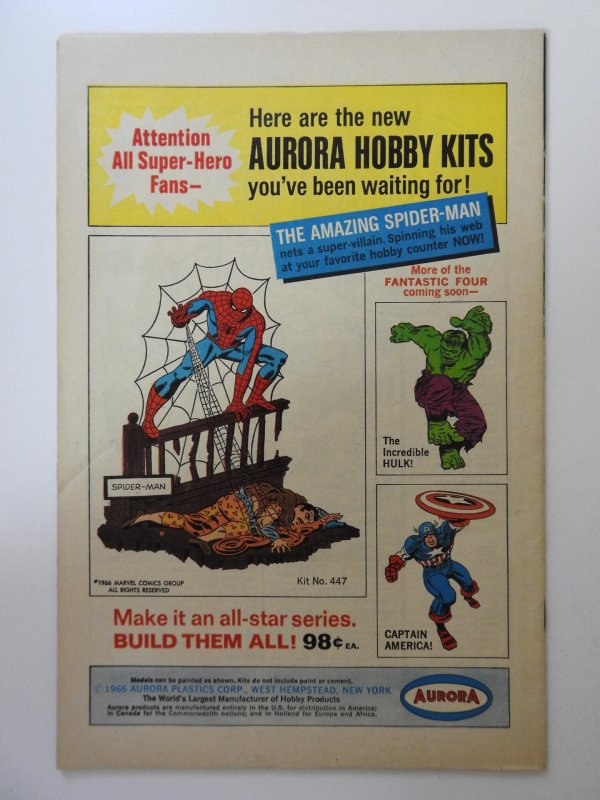 Attention
All Super-Hero
Fans—
Here are the new
AURORA HOBBY KITS
you've been waiting for!
THE AMAZING SPIDER-MAN
nets a super-villain. Spinning his web
at your favorite hobby counter NOW!
More of the
FANTASTIC FOUR
coming soon—
SPIDER-MAN
©1966 MARVEL COMICS GROUP
ALL RIGHTS RESERVED
Kit No. 447
The
Incredible
HULK!
CAPTAIN
AMERICA!
Make it an all-star series.
BUILD THEM ALL! 98¢ EA.
Models can be painted as shown. Kits do not include paint or cement.
©1966 AURORA PLASTICS CORP., WEST HEMPSTEAD, NEW YORK
The World's Largest Manufacturer of Hobby Products
Aurora products are manufactured entirely in the U.S. for distribution in America;
in Canada for the Commonwealth nations; and in Holland for Europe and Africa.
AURORA